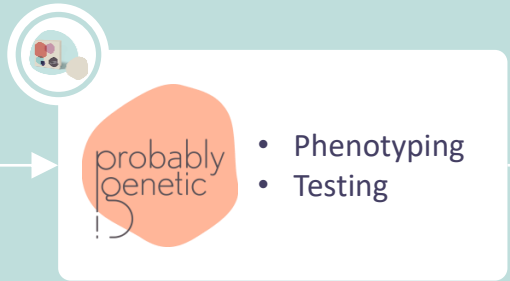 probably
genetic
• Phenotyping
• Testing